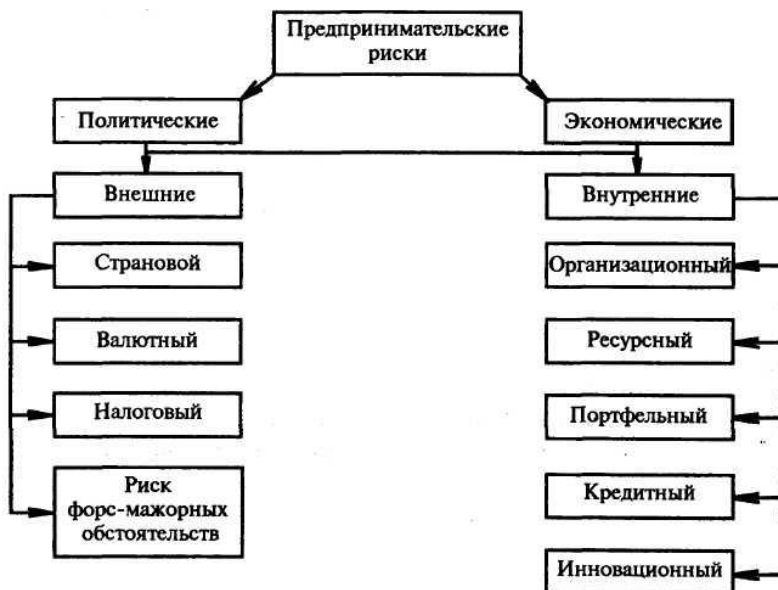 Предпринимательские
риски
Политические
Экономические
Внешние
Внутренние
Страновой
Организационный
Валютный
Ресурсный
Налоговый
Портфельный
Риск
форс-мажорных
обстоятельств
Кредитный
Инновационный